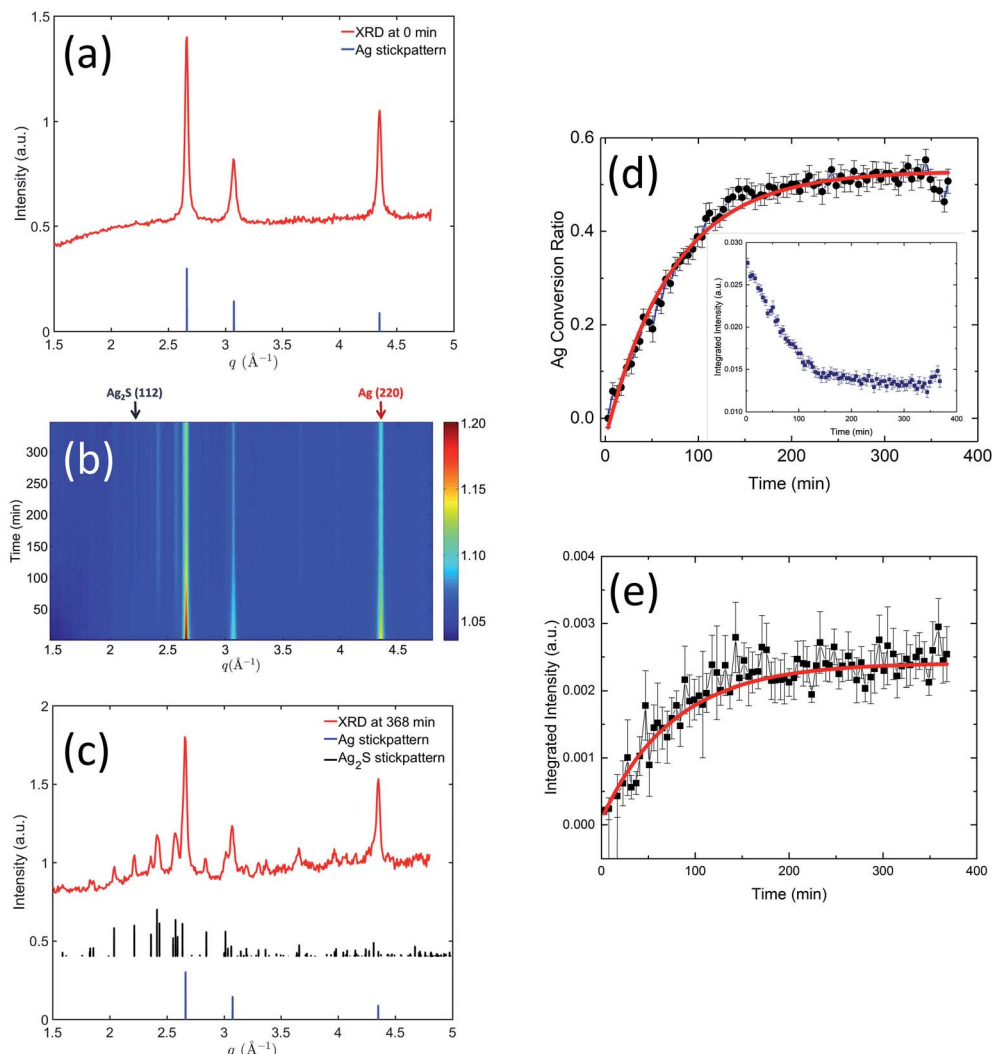 (a)
XRD at 0 min
Ag stickpattern
Intensity (a.u.)
1.5
1
0.5
0
1.5 2 2.5 3 3.5 4 4.5 5
q (Å⁻¹)
Ag₂S (112)
Ag (220)
(b)
Time (min)
300
250
200
150
100
50
1.5 2.0 2.5 3.0 3.5 4.0 4.5
q(Å⁻¹)
1.20
1.15
1.10
1.05
(c)
XRD at 368 min
Ag stickpattern
Ag₂S stickpattern
Intensity (a.u.)
2
1.5
1
0.5
0
1.5 2 2.5 3 3.5 4 4.5 5
q (Å⁻¹)
(d)
Ag Conversion Ratio
0.6
0.4
0.2
0.0
0 100 200 300 400
Time (min)
Integrated Intensity (a.u.)
0.030
0.025
0.020
0.015
0.010
0 100 200 300 400
Time (min)
(e)
Integrated Intensity (a.u.)
0.004
0.003
0.002
0.001
0.000
0 100 200 300 400
Time (min)